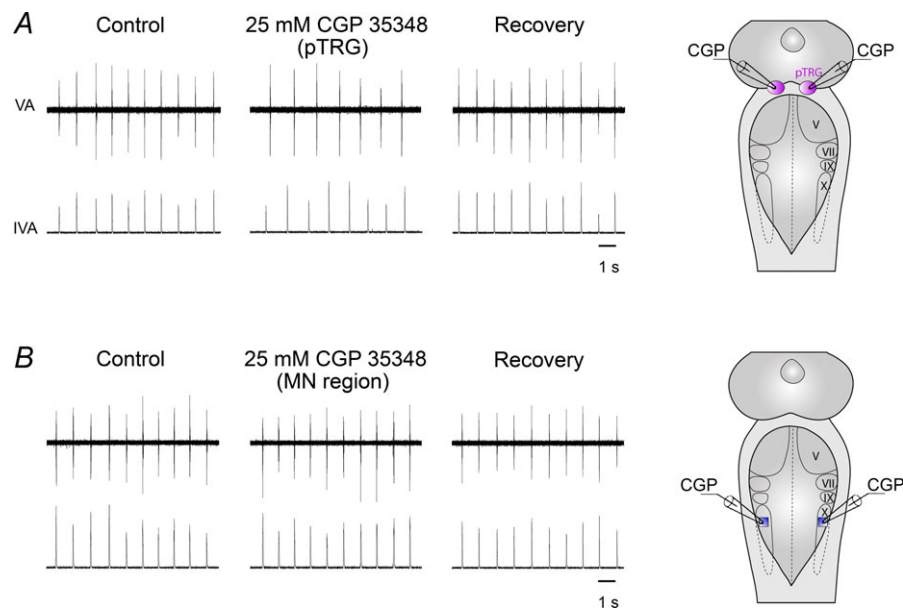 A
Control
25 mM CGP 35348
(pTRG)
Recovery
VA
IVA
1 s
CGP
CGP
pTRG
V
VII
IX
X
B
Control
25 mM CGP 35348
(MN region)
Recovery
1 s
CGP
CGP
V
VII
IX
X